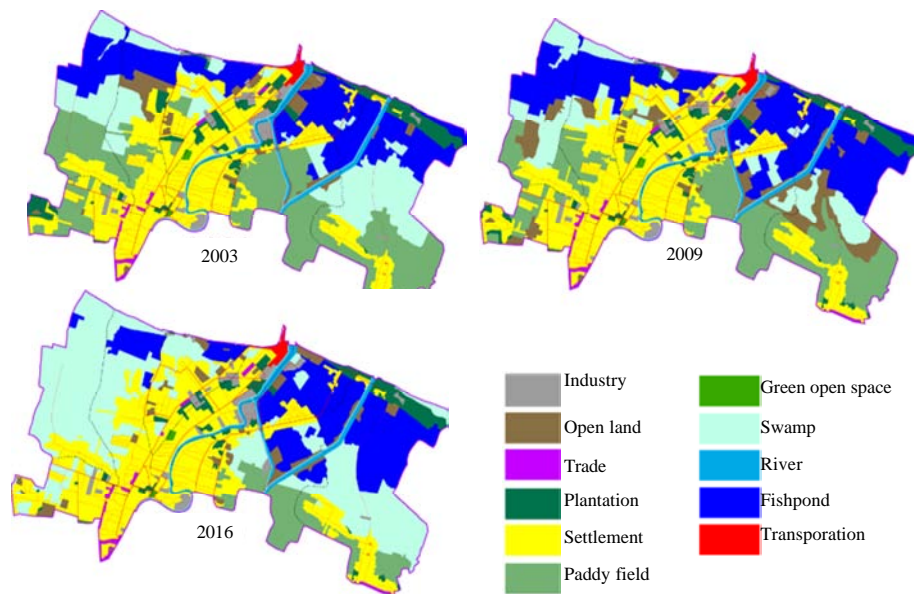 2003
2009
2016
Industry
Open land
Trade
Plantation
Settlement
Paddy field
Green open space
Swamp
River
Fishpond
Transporation